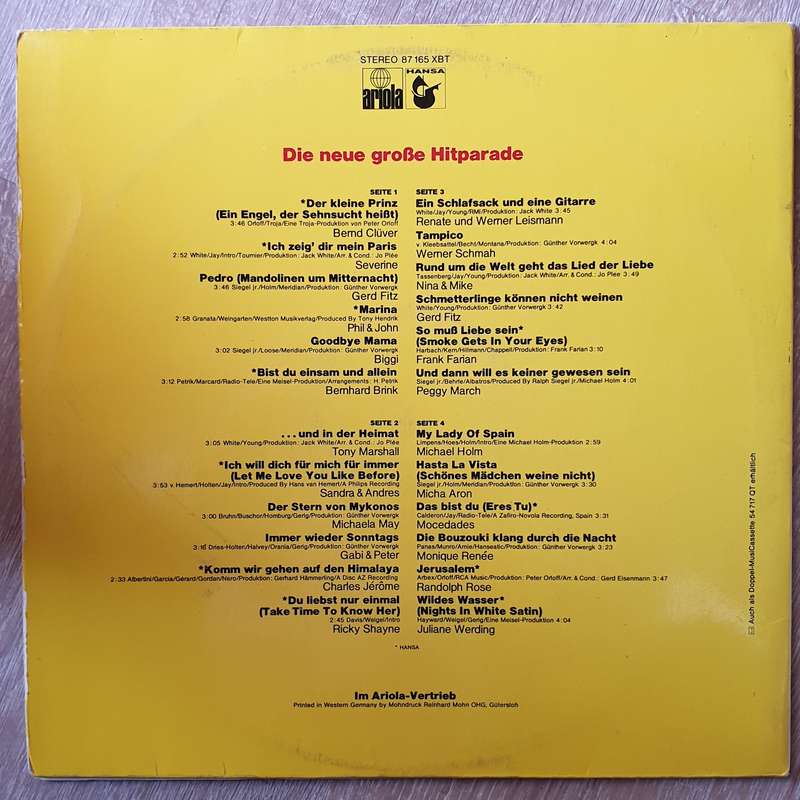 STEREO 87 165 XBT
ariola
HANSA
Die neue große Hitparade
SEITE 1
*Der kleine Prinz
(Ein Engel, der Sehnsucht heißt)
3:46 Orloff/Troja/Eine Troja-Produktion von Peter Orloff
Bernd Clüver
*Ich zeig' dir mein Paris
2:52 White/Jay/Intro/Tournier/Produktion: Jack White/Arr. & Cond.: Jo Plée
Severine
Pedro (Mandolinen um Mitternacht)
3:46 Siegel jr./Holm/Meridian/Produktion: Günther Vorwergk
Gerd Fitz
*Marina
2:58 Granata/Weingarten/Westton Musikverlag/Produced By Tony Hendrik
Phil & John
Goodbye Mama
3:02 Siegel jr./Loose/Meridian/Produktion: Günther Vorwergk
Biggi
*Bist du einsam und allein
3:12 Petrik/Marcard/Radio-Tele/Eine Meisel-Produktion/Arrangements: H. Petrik
Bernhard Brink
SEITE 2
...und in der Heimat
3:05 White/Young/Produktion: Jack White/Arr. & Cond.: Jo Plée
Tony Marshall
*Ich will dich für mich für immer
(Let Me Love You Like Before)
3:53 v. Hemert/Holten/Jay/Intro/Produced By Hans van Hemert/A Philips Recording
Sandra & Andres
Der Stern von Mykonos
3:00 Bruhn/Buschor/Homburg/Gerig/Produktion: Günther Vorwergk
Michaela May
Immer wieder Sonntags
3:16 Dries-Holten/Halvey/Orania/Gerig/Produktion: Günther Vorwergk
Gabi & Peter
*Komm wir gehen auf den Himalaya
2:33 Albertini/Garcia/Gérard/Gordan/Nero/Produktion: Gerhard Hämmerling/A Disc AZ Recording
Charles Jérôme
*Du liebst nur einmal
(Take Time To Know Her)
2:45 Davis/Weigel/Intro
Ricky Shayne
SEITE 3
Ein Schlafsack und eine Gitarre
White/Jay/Young/RMI/Produktion: Jack White 3:45
Renate und Werner Leismann
Tampico
v. Kleebsattel/Becht/Montana/Produktion: Günther Vorwergk 4:04
Werner Schmah
Rund um die Welt geht das Lied der Liebe
Tassenberg/Jay/Young/Produktion: Jack White/Arr. & Cond. Jo Plee 3:49
Nina & Mike
Schmetterlinge können nicht weinen
White/Young/Produktion: Günther Vorwergk 3:42
Gerd Fitz
So muß Liebe sein*
(Smoke Gets In Your Eyes)
Harbach/Kern/Hillmann/Chappell/Produktion: Frank Farian 3:10
Frank Farian
Und dann will es keiner gewesen sein
Siegel jr./Behrle/Albatros/Produced By Ralph Siegel jr./Michael Holm 4:01
Peggy March
SEITE 4
My Lady Of Spain
Limpens/Hoes/Holm/Intro/Eine Michael Holm-Produktion 2:59
Michael Holm
Hasta La Vista
(Schönes Mädchen weine nicht)
Siegel jr./Holm/Meridian/Produktion: Günther Vorwergk 3:30
Micha Aron
Das bist du (Eres Tu)*
Calderon/Jay/Radio-Tele/A Zafiro-Novola Recording, Spain 3:31
Mocedades
Die Bouzouki klang durch die Nacht
Panas/Munro/Arnie/Hanseatic/Produktion: Günther Vorwergk 3:23
Monique Renée
Jerusalem*
Arbex/Orloff/RCA Music/Produktion: Peter Orloff/Arr. & Cond. Gerd Eisenmann 3:47
Randolph Rose
Wildes Wasser*
(Nights In White Satin)
Hayward/Weigel/Gerig/Eine Meisel-Produktion 4:04
Juliane Werding
* HANSA
Auch als Doppel-MusiCassette 54 717 QT erhältlich
Im Ariola-Vertrieb
Printed in Western Germany by Mohndruck Reinhard Mohn OHG, Gütersloh